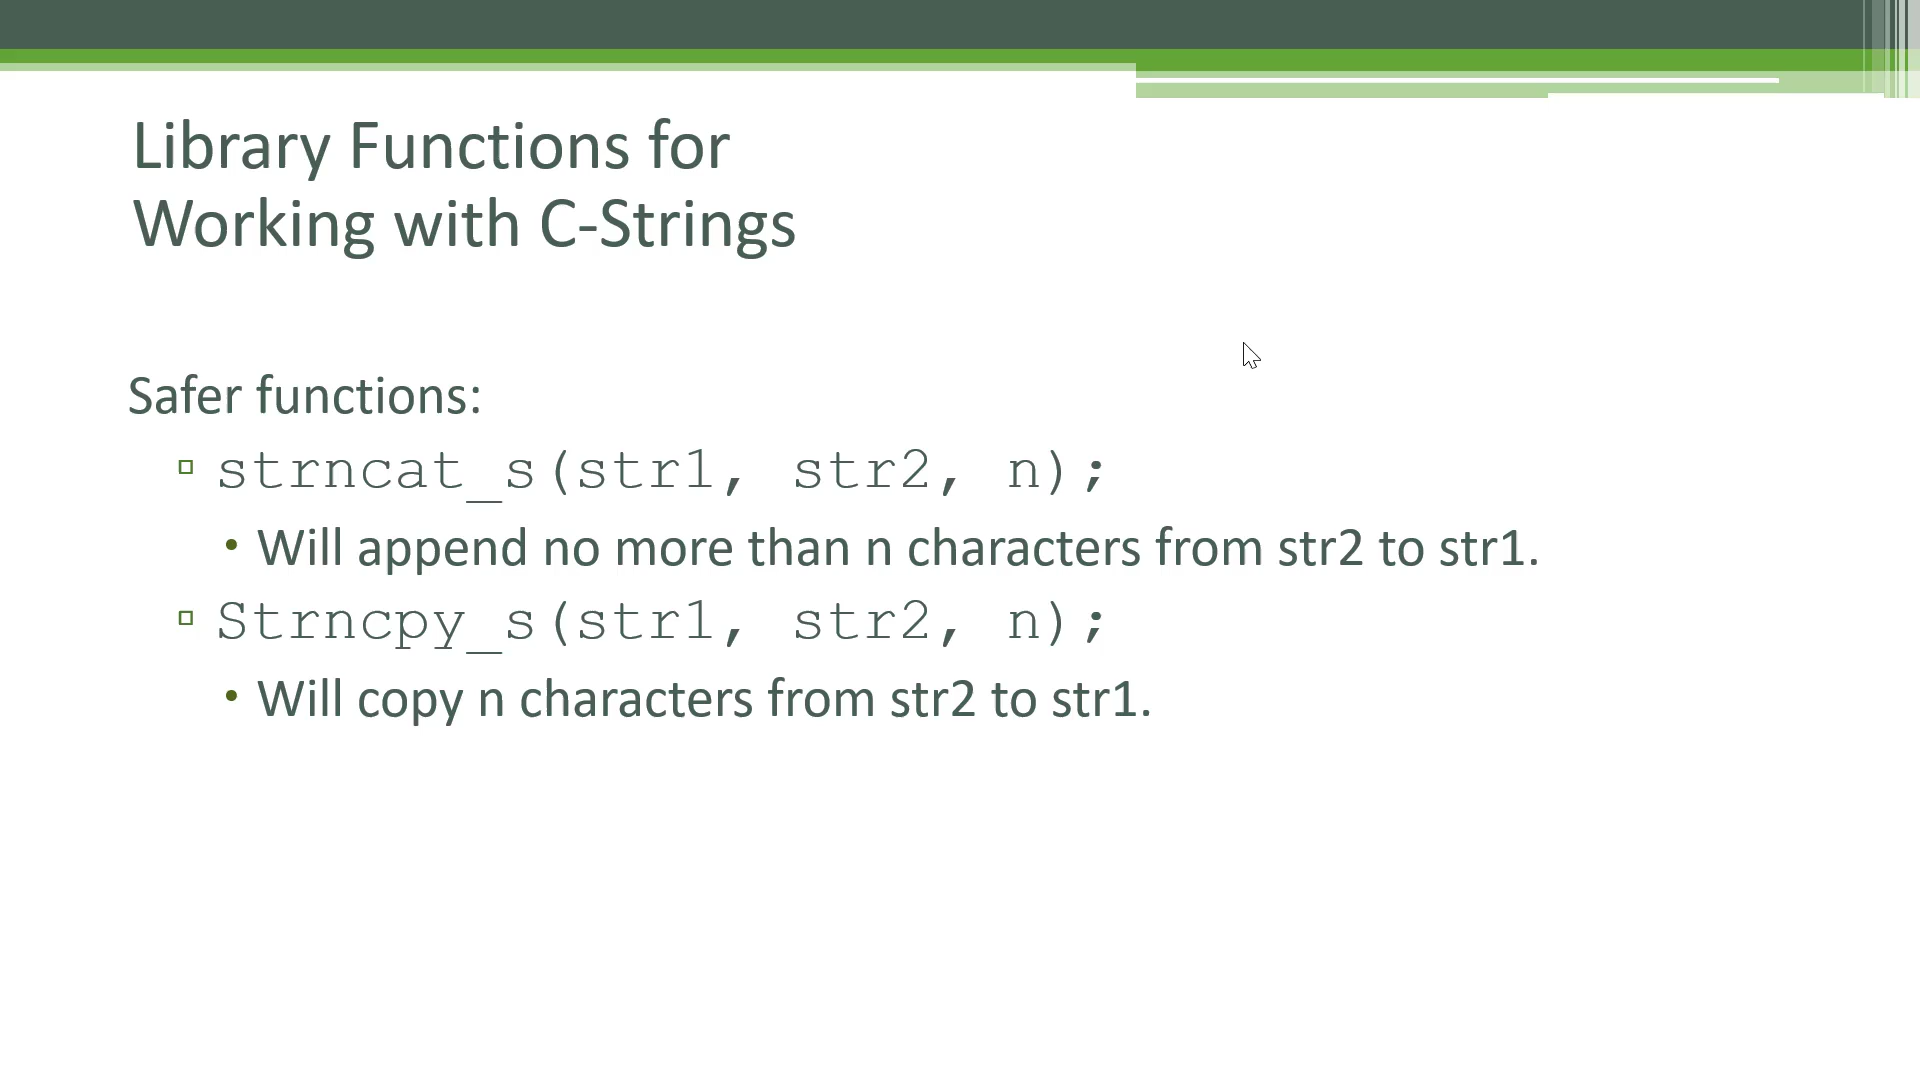 Library Functions for
Working with C-Strings
Safer functions:
strncat_s(str1, str2, n);
Will append no more than n characters from str2 to str1.
Strncpy_s(str1, str2, n);
Will copy n characters from str2 to str1.